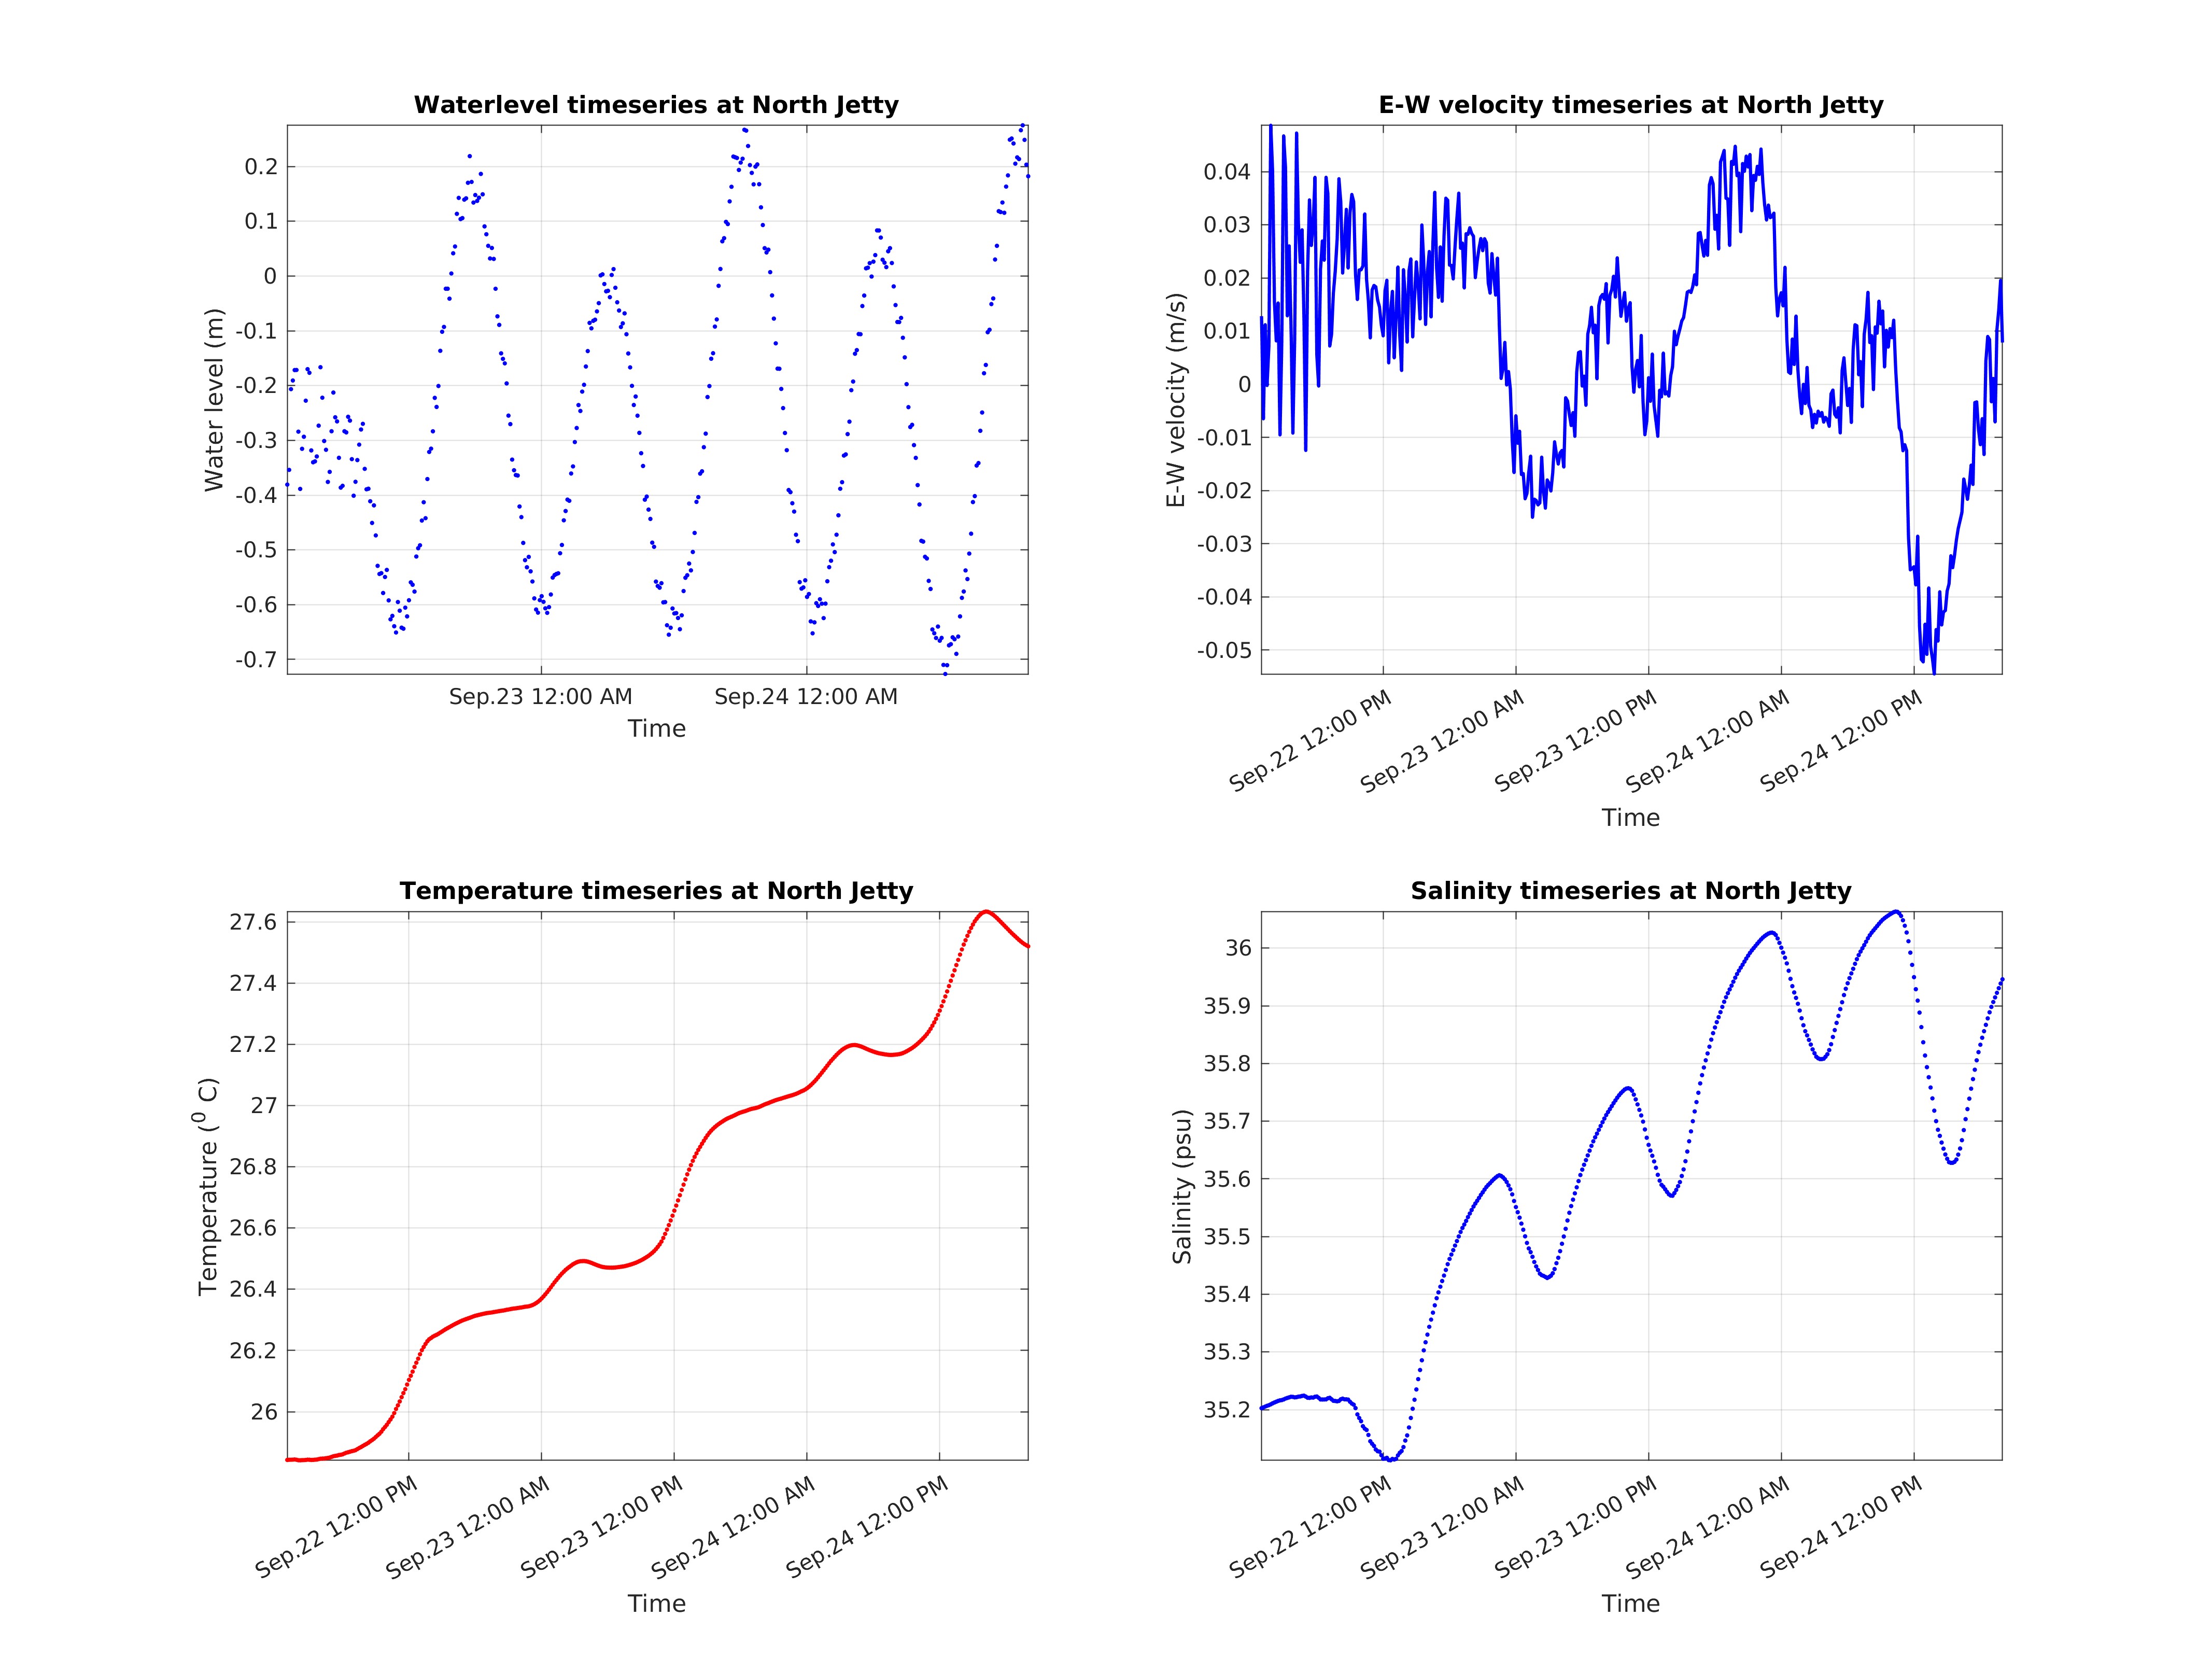 Waterlevel timeseries at North Jetty
0.2
0.1
0
-0.1
-0.2
-0.3
-0.4
-0.5
-0.6
-0.7
Water level (m)
Sep.23 12:00 AM
Sep.24 12:00 AM
Time
E-W velocity timeseries at North Jetty
0.04
0.03
0.02
0.01
0
-0.01
-0.02
-0.03
-0.04
-0.05
E-W velocity (m/s)
Sep.22 12:00 PM
Sep.23 12:00 AM
Sep.23 12:00 PM
Sep.24 12:00 AM
Sep.24 12:00 PM
Time
Temperature timeseries at North Jetty
27.6
27.4
27.2
27
26.8
26.6
26.4
26.2
26
Temperature (⁰ C)
Sep.22 12:00 PM
Sep.23 12:00 AM
Sep.23 12:00 PM
Sep.24 12:00 AM
Sep.24 12:00 PM
Time
Salinity timeseries at North Jetty
36
35.9
35.8
35.7
35.6
35.5
35.4
35.3
35.2
Salinity (psu)
Sep.22 12:00 PM
Sep.23 12:00 AM
Sep.23 12:00 PM
Sep.24 12:00 AM
Sep.24 12:00 PM
Time